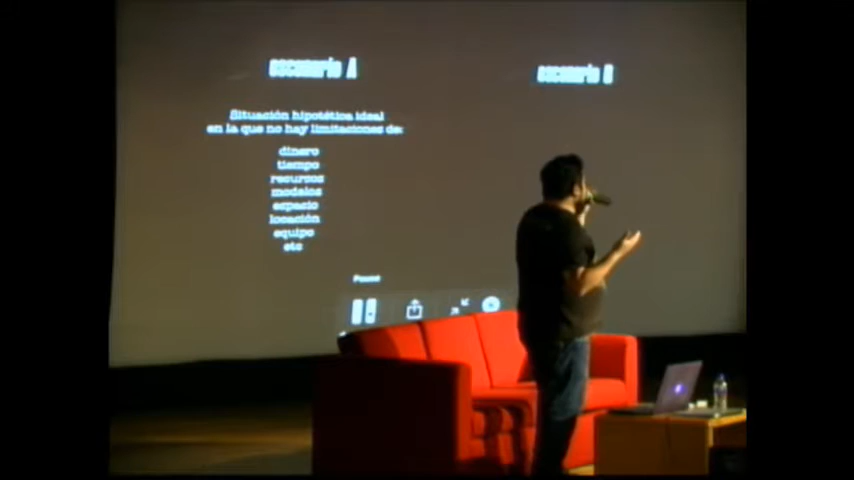 escenario A
escenario B
Situación hipotética ideal
en la que no hay limitaciones de:
dinero
tiempo
recursos
modelos
espacio
locación
equipo
etc
Paused